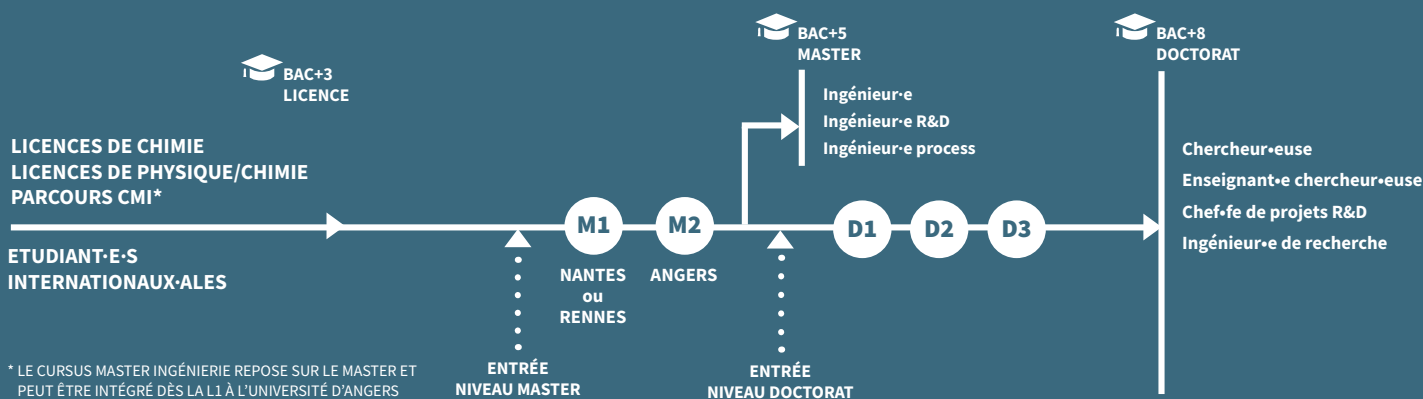 BAC+3
LICENCE
LICENCES DE CHIMIE
LICENCES DE PHYSIQUE/CHIMIE
PARCOURS CMI*
ETUDIANT·E·S
INTERNATIONAUX·ALES
* LE CURSUS MASTER INGÉNIERIE REPOSE SUR LE MASTER ET
PEUT ÊTRE INTÉGRÉ DÈS LA L1 À L’UNIVERSITÉ D’ANGERS
ENTRÉE
NIVEAU MASTER
M1
NANTES
ou
RENNES
M2
ANGERS
BAC+5
MASTER
Ingénieur·e
Ingénieur·e R&D
Ingénieur·e process
ENTRÉE
NIVEAU DOCTORAT
D1
D2
D3
BAC+8
DOCTORAT
Chercheur•euse
Enseignant•e chercheur•euse
Chef•fe de projets R&D
Ingénieur•e de recherche